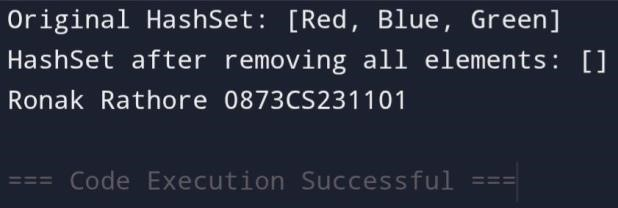 Original HashSet: [Red, Blue, Green]
HashSet after removing all elements: []
Ronak Rathore 0873CS231101
=== Code Execution Successful ===